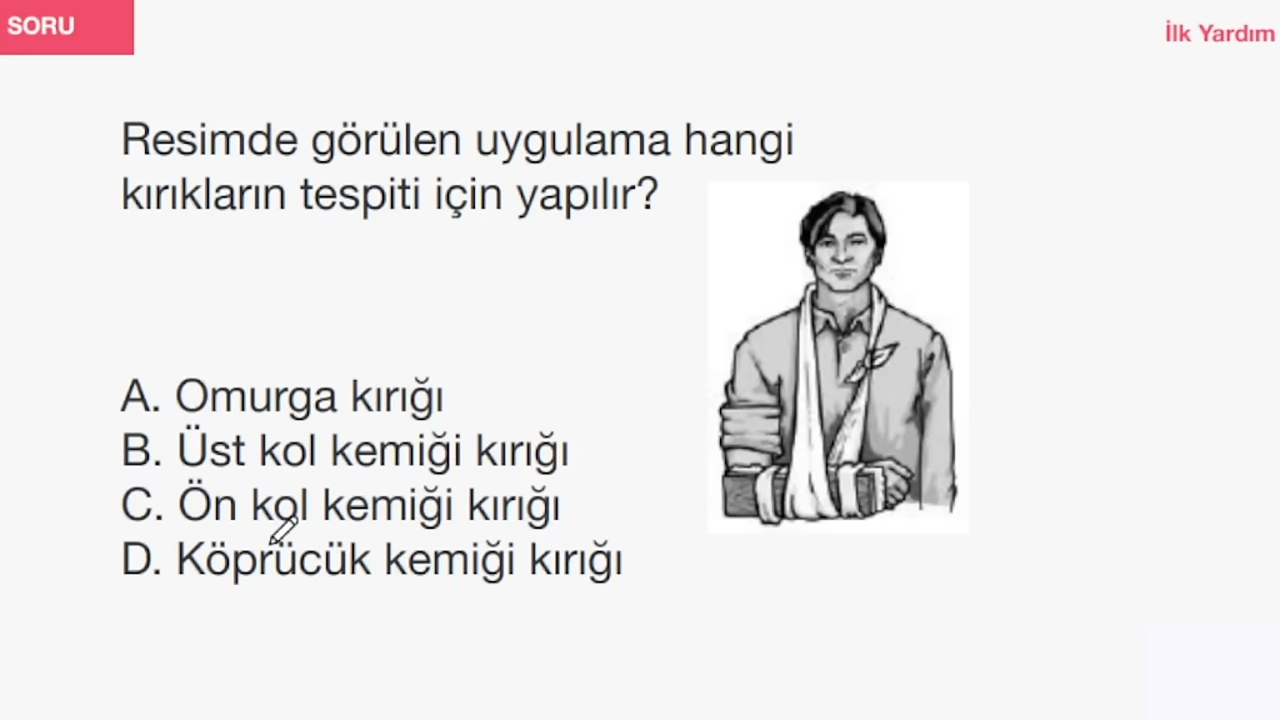 SORU
İlk Yardım
Resimde görülen uygulama hangi
kırıkların tespiti için yapılır?
A. Omurga kırığı
B. Üst kol kemiği kırığı
C. Ön kol kemiği kırığı
D. Köprücük kemiği kırığı